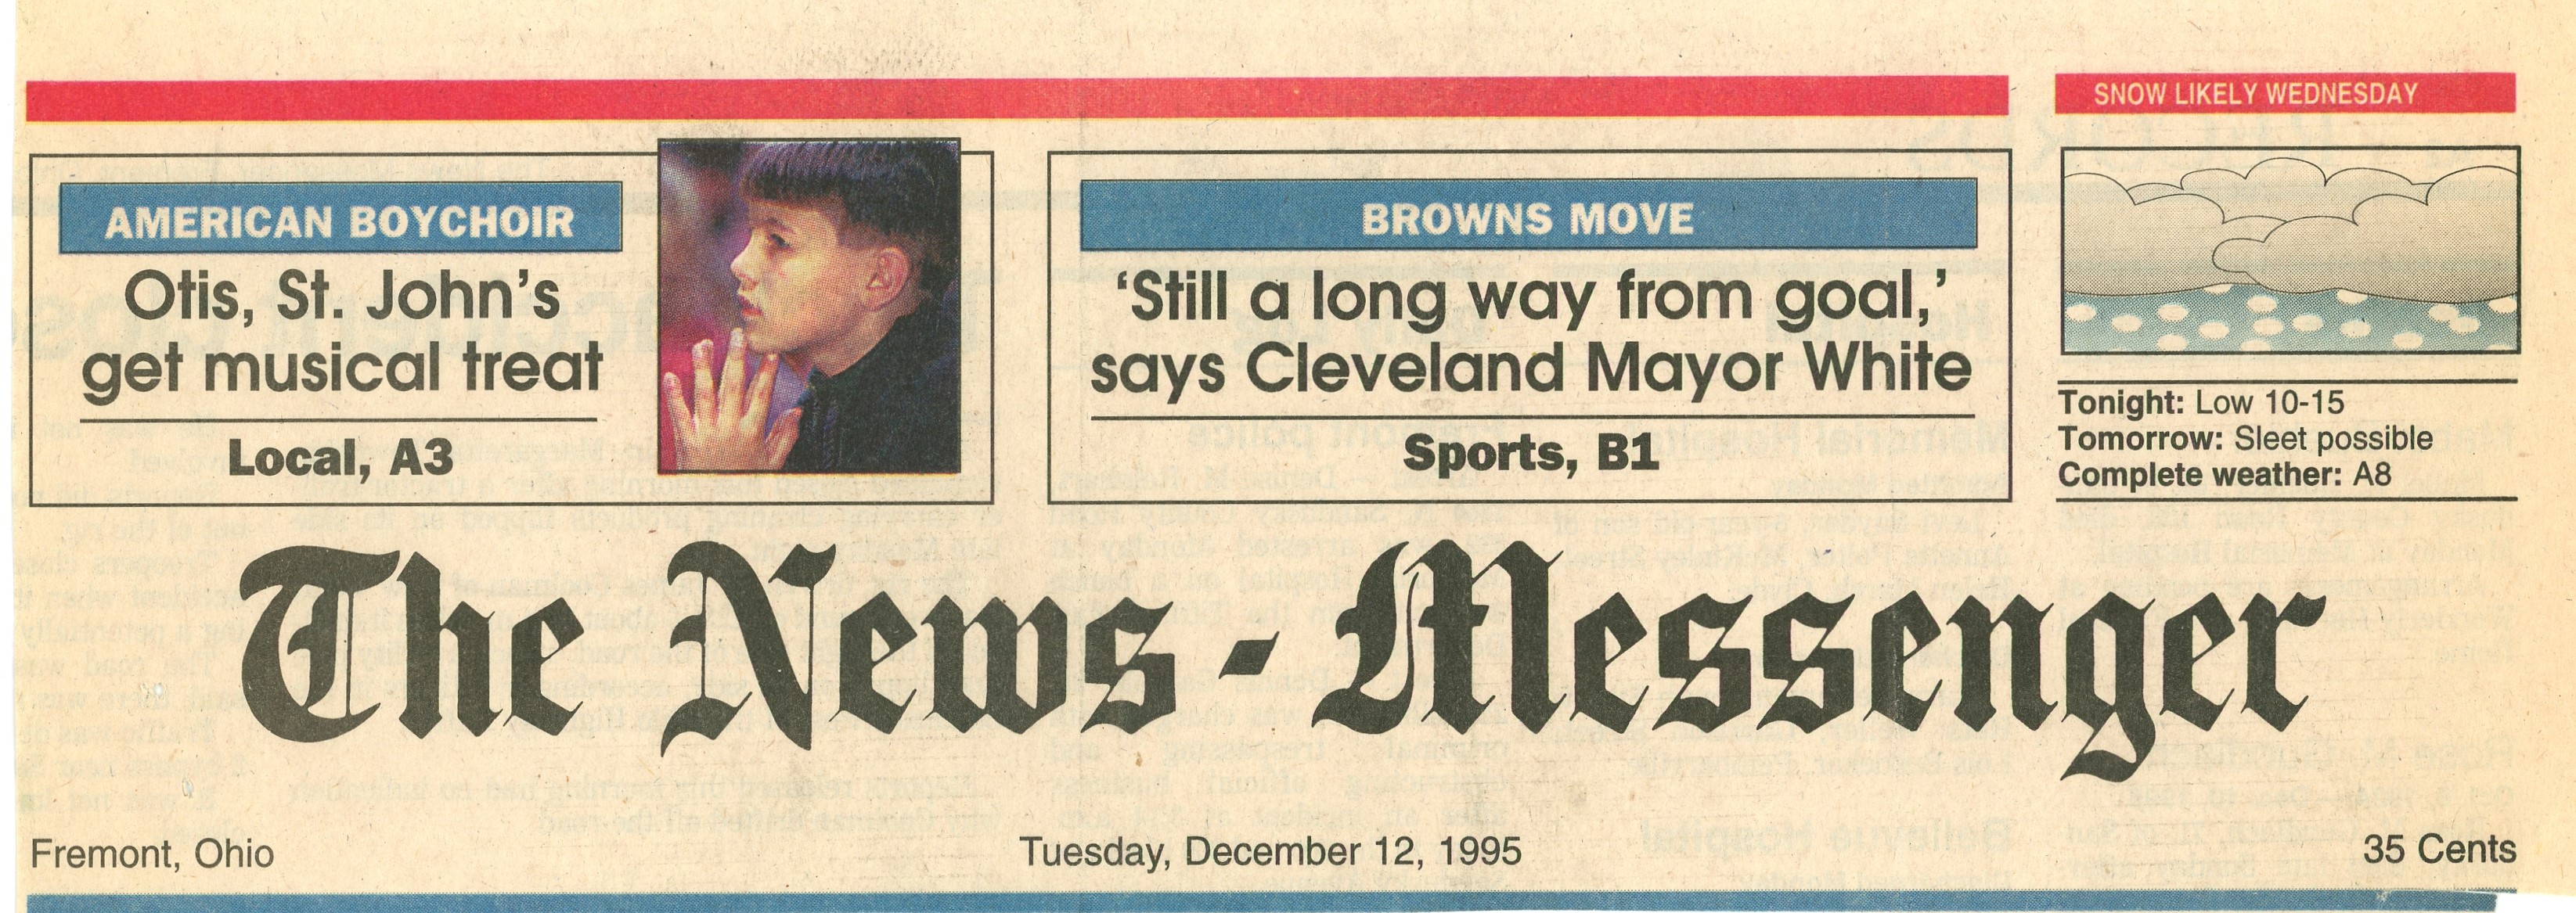 SNOW LIKELY WEDNESDAY
AMERICAN BOYCHOIR
Otis, St. John's
get musical treat
Local, A3
BROWNS MOVE
'Still a long way from goal,'
says Cleveland Mayor White
Sports, B1
Tonight: Low 10-15
Tomorrow: Sleet possible
Complete weather: A8
The News-Messenger
Fremont, Ohio
Tuesday, December 12, 1995
35 Cents